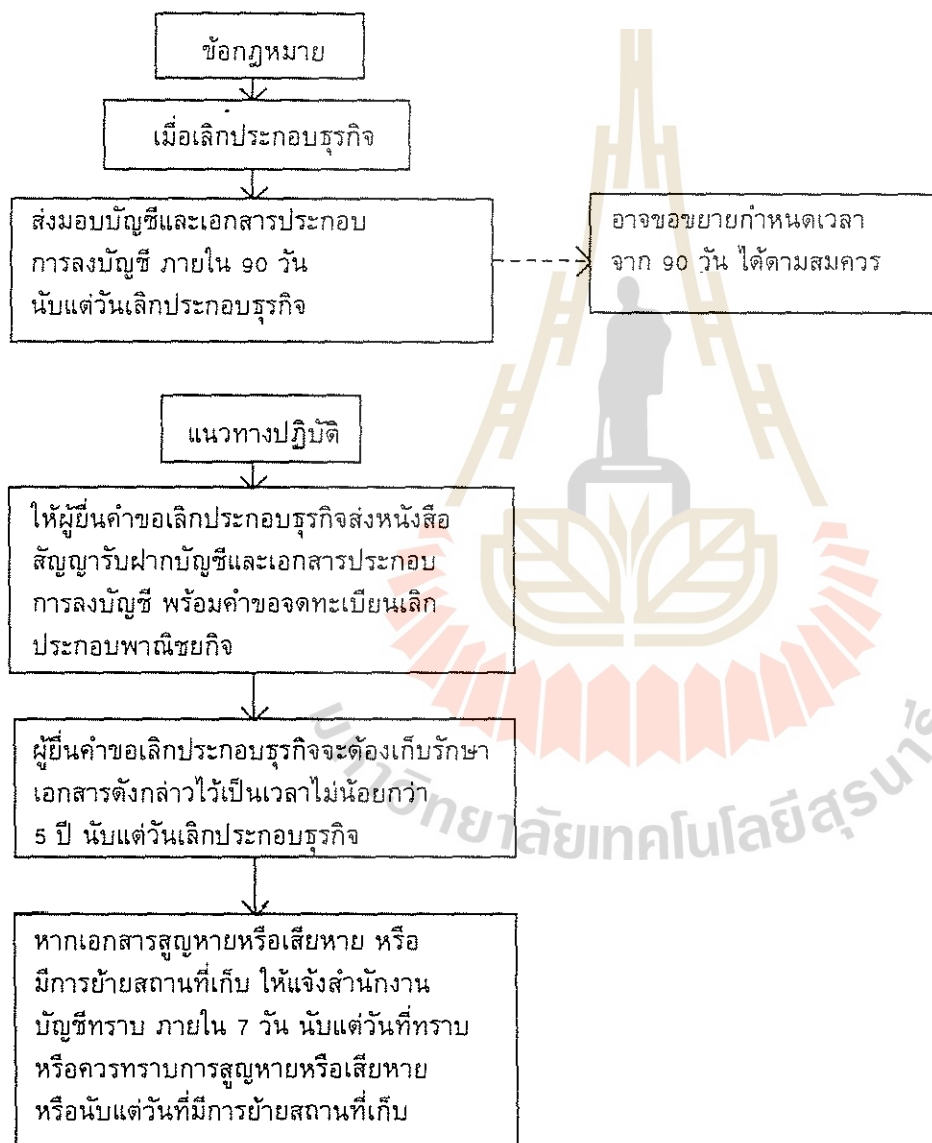 ข้อกฎหมาย
เมื่อเลิกประกอบธุรกิจ
ส่งมอบบัญชีและเอกสารประกอบ
การลงบัญชี ภายใน 90 วัน
นับแต่วันเลิกประกอบธุรกิจ
อาจขอขยายกำหนดเวลา
จาก 90 วัน ได้ตามสมควร
แนวทางปฏิบัติ
ให้ผู้ยื่นคำขอเลิกประกอบธุรกิจส่งหนังสือ
สัญญารับฝากบัญชีและเอกสารประกอบ
การลงบัญชี พร้อมคำขอจดทะเบียนเลิก
ประกอบพาณิชยกิจ
ผู้ยื่นคำขอเลิกประกอบธุรกิจจะต้องเก็บรักษา
เอกสารดังกล่าวไว้เป็นเวลาไม่น้อยกว่า
5 ปี นับแต่วันเลิกประกอบธุรกิจ
หากเอกสารสูญหายหรือเสียหาย หรือ
มีการย้ายสถานที่เก็บ ให้แจ้งสำนักงาน
บัญชีทราบ ภายใน 7 วัน นับแต่วันที่ทราบ
หรือควรทราบการสูญหายหรือเสียหาย
หรือนับแต่วันที่มีการย้ายสถานที่เก็บ